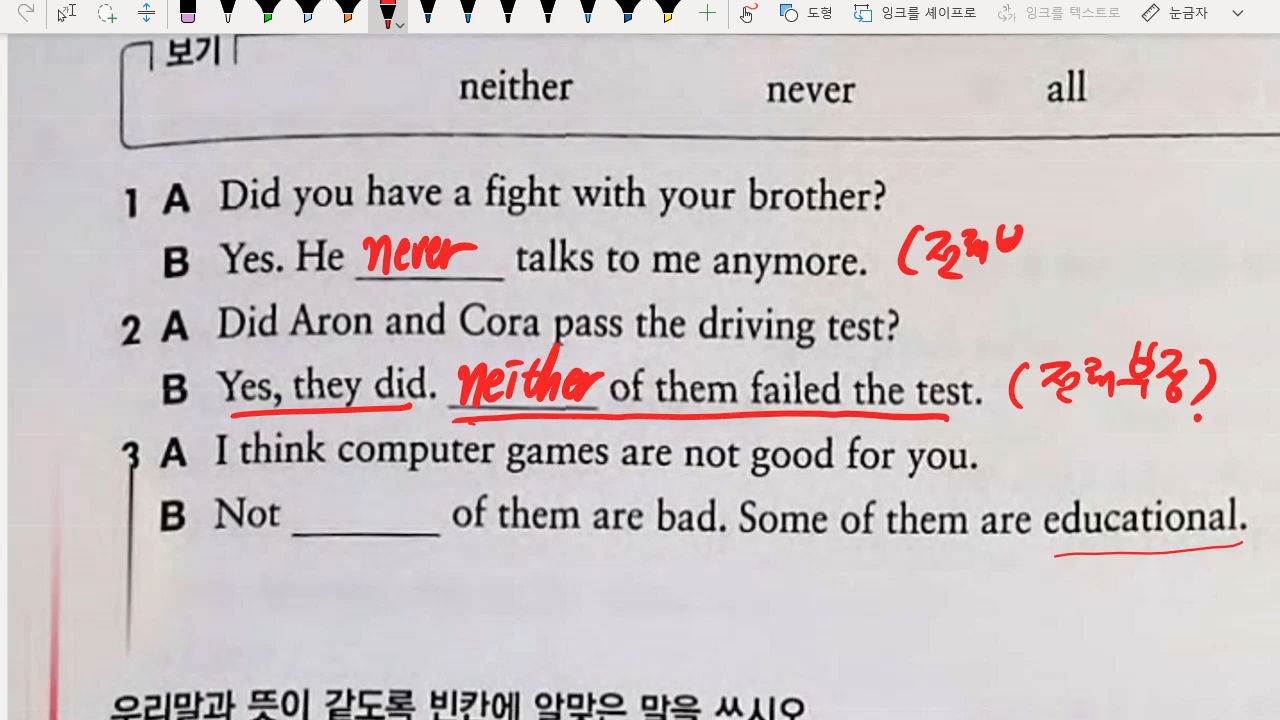 도형 잉크를 셰이프로 잉크를 텍스트로 눈금자
보기
neither never all
1 A Did you have a fight with your brother?
B Yes. He never talks to me anymore. (전체
2 A Did Aron and Cora pass the driving test?
B Yes, they did. neither of them failed the test. (전체부정)
3 A I think computer games are not good for you.
B Not ______ of them are bad. Some of them are educational.
우리말과 뜻이 같도록 빈칸에 알맞은 말을 쓰시오